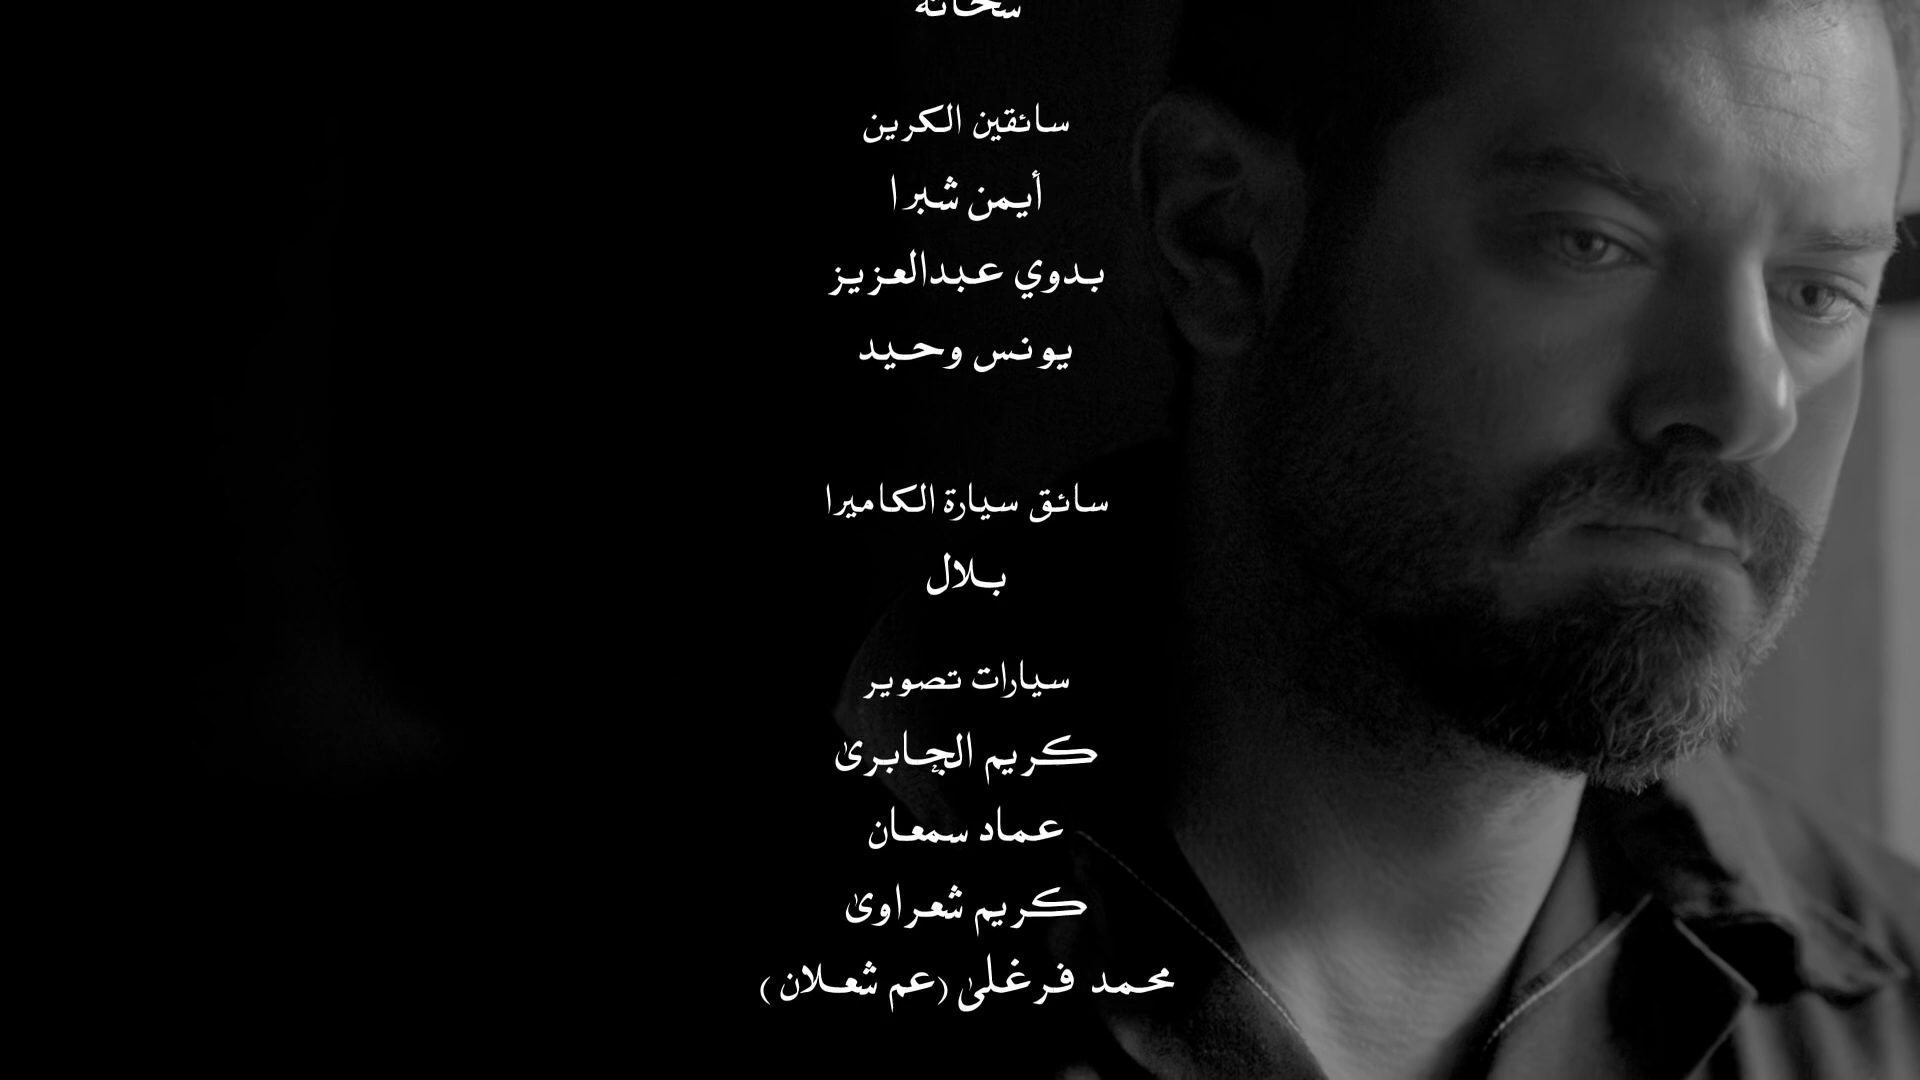 سائقين الكرين
أيمن شبرا
بدوي عبدالعزيز
يونس وحيد
سائق سيارة الكاميرا
بلال
سيارات تصوير
كريم الجابرى
عماد سمعان
كريم شعراوى
محمد فرغلى (عم شعلان )